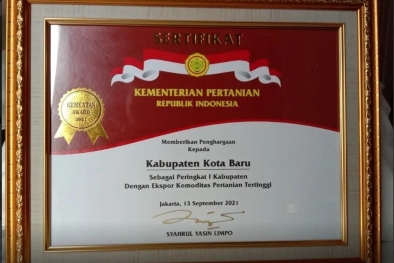 SERTIFIKAT
KEMENTERIAN PERTANIAN
REPUBLIK INDONESIA
KEMENTAN
AWARD
2021
Memberikan Penghargaan
Kepada
Kabupaten Kota Baru
Sebagai Peringkat I Kabupaten
Dengan Ekspor Komoditas Pertanian Tertinggi
Jakarta, 13 September 2021
SYAHRUL YASIN LIMPO